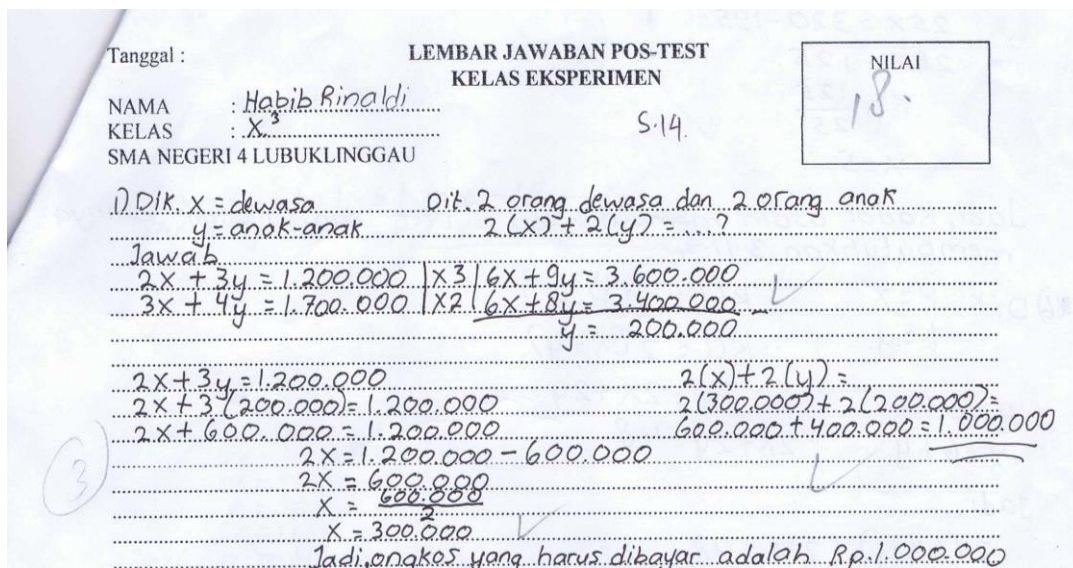 Tanggal :
LEMBAR JAWABAN POS-TEST
KELAS EKSPERIMEN
NILAI
18
NAMA : Habib Rinaldi
KELAS : X³
S.14
SMA NEGERI 4 LUBUKLINGGAU
1) Dik. x = dewasa Dit. 2 orang dewasa dan 2 orang anak
y = anak-anak 2(x) + 2(y) = ...?
Jawab
2x + 3y = 1.200.000 | x3 | 6x + 9y = 3.600.000
3x + 4y = 1.700.000 | x2 | 6x + 8y = 3.400.000 -
y = 200.000
2x + 3y = 1.200.000
2x + 3(200.000) = 1.200.000
2x + 600.000 = 1.200.000
2x = 1.200.000 - 600.000
2x = 600.000
x = 600.000
2
x = 300.000
2(x) + 2(y) =
2(300.000) + 2(200.000) =
600.000 + 400.000 = 1.000.000
3
Jadi, ongkos yang harus dibayar adalah Rp.1.000.000